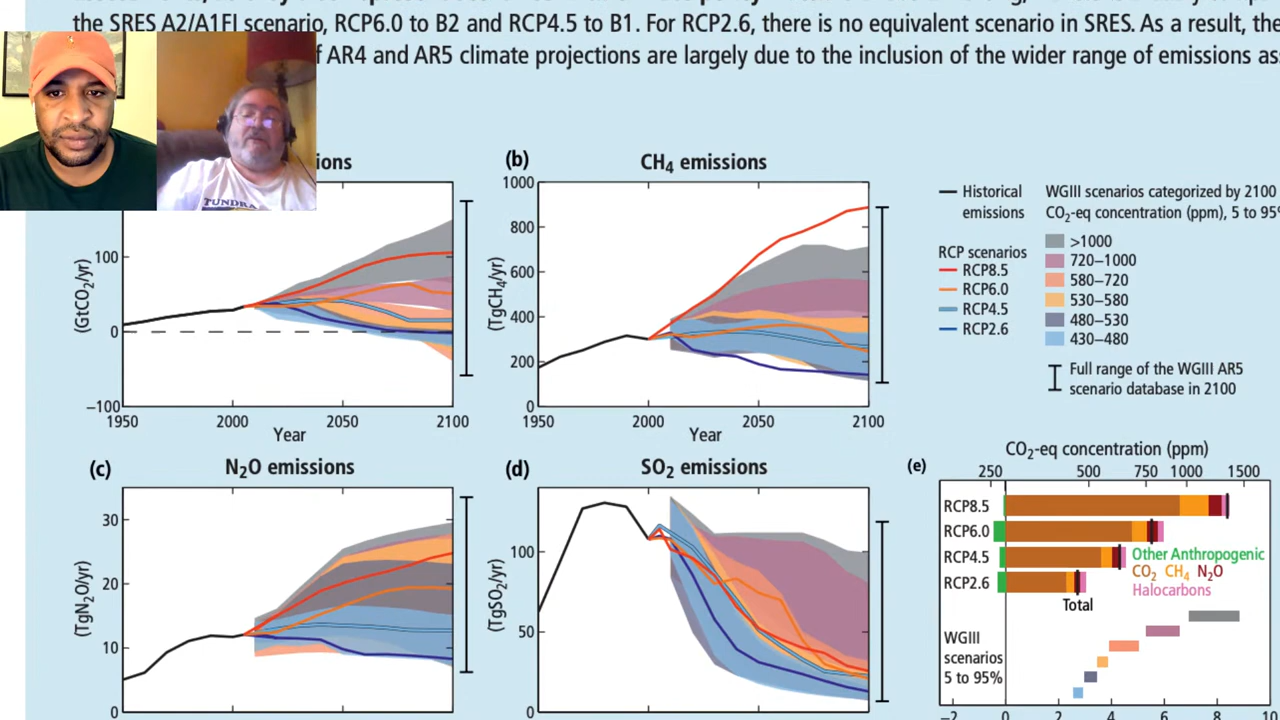 the SRES A2/A1FI scenario, RCP6.0 to B2 and RCP4.5 to B1. For RCP2.6, there is no equivalent scenario in SRES. As a result, the
f AR4 and AR5 climate projections are largely due to the inclusion of the wider range of emissions as
TUNDRA
ions
(GtCO2/yr)
100
0
−100
1950 2000 2050 2100
Year
(b) CH4 emissions
(TgCH4/yr)
1000
800
600
400
200
0
1950 2000 2050 2100
Year
Historical
emissions
RCP scenarios
RCP8.5
RCP6.0
RCP4.5
RCP2.6
WGIII scenarios categorized by 2100
CO2-eq concentration (ppm), 5 to 95%
>1000
720–1000
580–720
530–580
480–530
430–480
Full range of the WGIII AR5
scenario database in 2100
(c) N2O emissions
(TgN2O/yr)
30
20
10
0
(d) SO2 emissions
(TgSO2/yr)
100
50
0
(e) CO2-eq concentration (ppm)
250 500 750 1000 1500
RCP8.5
RCP6.0
RCP4.5
RCP2.6
Other Anthropogenic
CO2 CH4 N2O
Halocarbons
Total
WGIII
scenarios
5 to 95%
−2 0 2 4 6 8 10